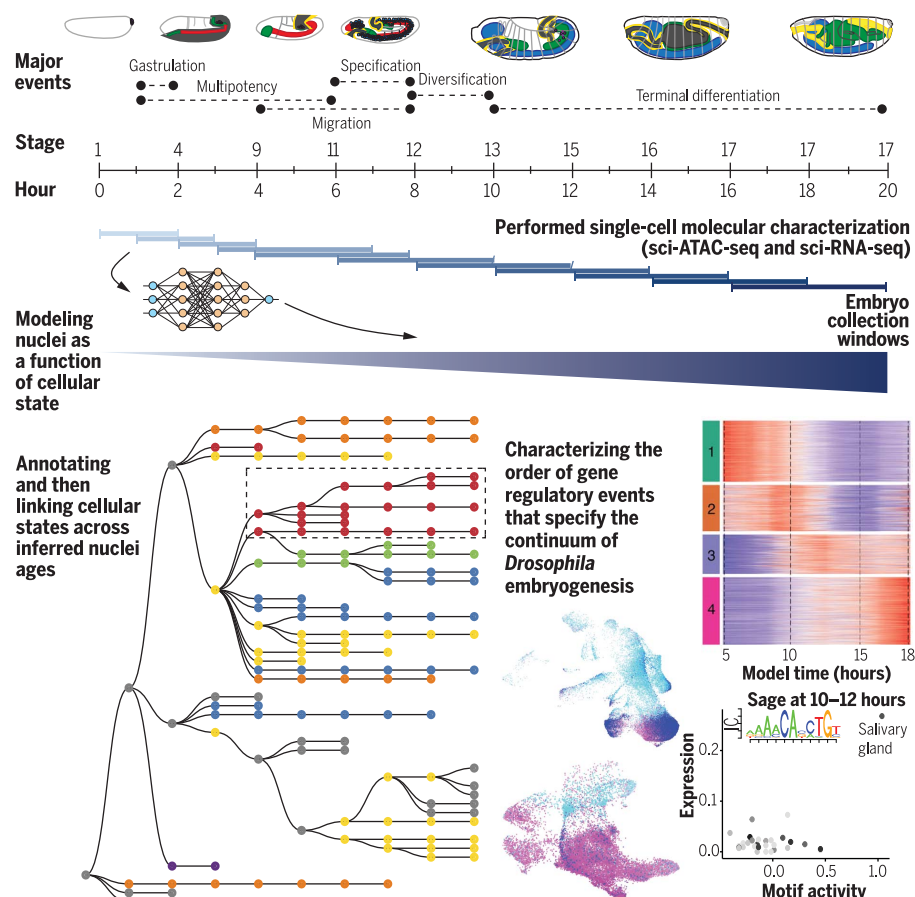 Major
events
Gastrulation
Multipotency
Specification
Diversification
Migration
Terminal differentiation
Stage
1 4 9 11 12 13 15 16 17 17 17
Hour
0 2 4 6 8 10 12 14 16 18 20
Performed single-cell molecular characterization
(sci-ATAC-seq and sci-RNA-seq)
Embryo
collection
windows
Modeling
nuclei as
a function
of cellular
state
Annotating
and then
linking cellular
states across
inferred nuclei
ages
Characterizing the
order of gene
regulatory events
that specify the
continuum of
Drosophila
embryogenesis
1
2
3
4
5 10 15 18
Model time (hours)
Sage at 10–12 hours
Salivary
gland
Expression
0.2
0.1
0.0
0.0 0.5 1.0
Motif activity